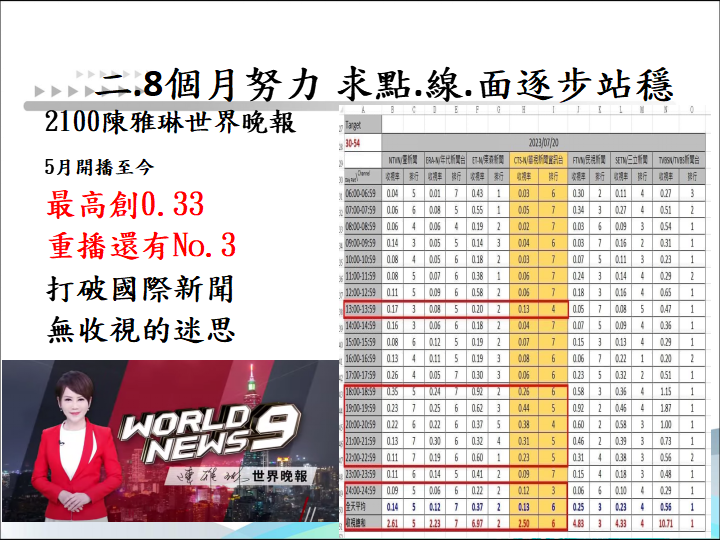 二.8個月努力 求點.線.面逐步站穩
2100陳雅琳世界晚報
5月開播至今
最高創0.33
重播還有No.3
打破國際新聞
無收視的迷思
WORLD
NEWS 9
陳雅琳 世界晚報
A B C D E F G H I J K L M N O
Target
30-54 2023/07/20
NTVN/壹新聞 ERA-N/年代新聞台 ET-N/東森新聞 CTS-N/華視新聞資訊台 FTVN/民視新聞 SETN/三立新聞 TVBSN/TVBS新聞台
Channel
Day Part 收視率 排行 收視率 排行 收視率 排行 收視率 排行 收視率 排行 收視率 排行 收視率 排行
06:00-06:59 0.04 5 0.01 7 0.43 1 0.03 6 0.30 2 0.11 4 0.27 3
07:00-07:59 0.06 6 0.08 5 0.55 1 0.05 7 0.34 3 0.27 4 0.51 2
08:00-08:59 0.06 4 0.06 4 0.19 2 0.02 7 0.03 6 0.09 3 0.54 1
09:00-09:59 0.14 3 0.05 5 0.14 3 0.04 6 0.03 7 0.16 2 0.31 1
10:00-10:59 0.08 4 0.05 6 0.18 2 0.03 7 0.07 5 0.11 3 0.23 1
11:00-11:59 0.08 5 0.07 6 0.38 1 0.06 7 0.24 3 0.14 4 0.29 2
12:00-12:59 0.11 5 0.09 6 0.58 2 0.06 7 0.18 3 0.16 4 0.65 1
13:00-13:59 0.17 3 0.08 5 0.20 2 0.13 4 0.05 7 0.08 5 0.47 1
14:00-14:59 0.16 3 0.06 6 0.18 2 0.04 7 0.07 5 0.09 4 0.36 1
15:00-15:59 0.08 6 0.12 5 0.19 2 0.07 7 0.15 3 0.13 4 0.29 1
16:00-16:59 0.13 4 0.11 5 0.19 3 0.08 6 0.06 7 0.22 1 0.20 2
17:00-17:59 0.26 4 0.05 7 0.30 3 0.06 6 0.23 5 0.32 2 0.51 1
18:00-18:59 0.35 5 0.24 7 0.92 2 0.26 6 0.58 3 0.36 4 1.15 1
19:00-19:59 0.23 7 0.25 6 0.62 3 0.44 5 0.92 2 0.46 4 1.87 1
20:00-20:59 0.22 6 0.22 6 0.37 5 0.38 4 0.60 2 0.58 3 1.00 1
21:00-21:59 0.13 7 0.30 6 0.32 4 0.31 5 0.46 2 0.39 3 0.73 1
22:00-22:59 0.11 7 0.19 6 0.60 1 0.23 5 0.31 4 0.38 3 0.56 2
23:00-23:59 0.11 6 0.14 5 0.41 2 0.09 7 0.15 4 0.18 3 0.48 1
24:00-24:59 0.09 5 0.06 6 0.22 2 0.12 3 0.06 6 0.10 4 0.29 1
全天平均 0.14 5 0.12 7 0.37 2 0.13 6 0.25 3 0.23 4 0.56 1
收視總和 2.61 5 2.23 7 6.97 2 2.50 6 4.83 3 4.33 4 10.71 1